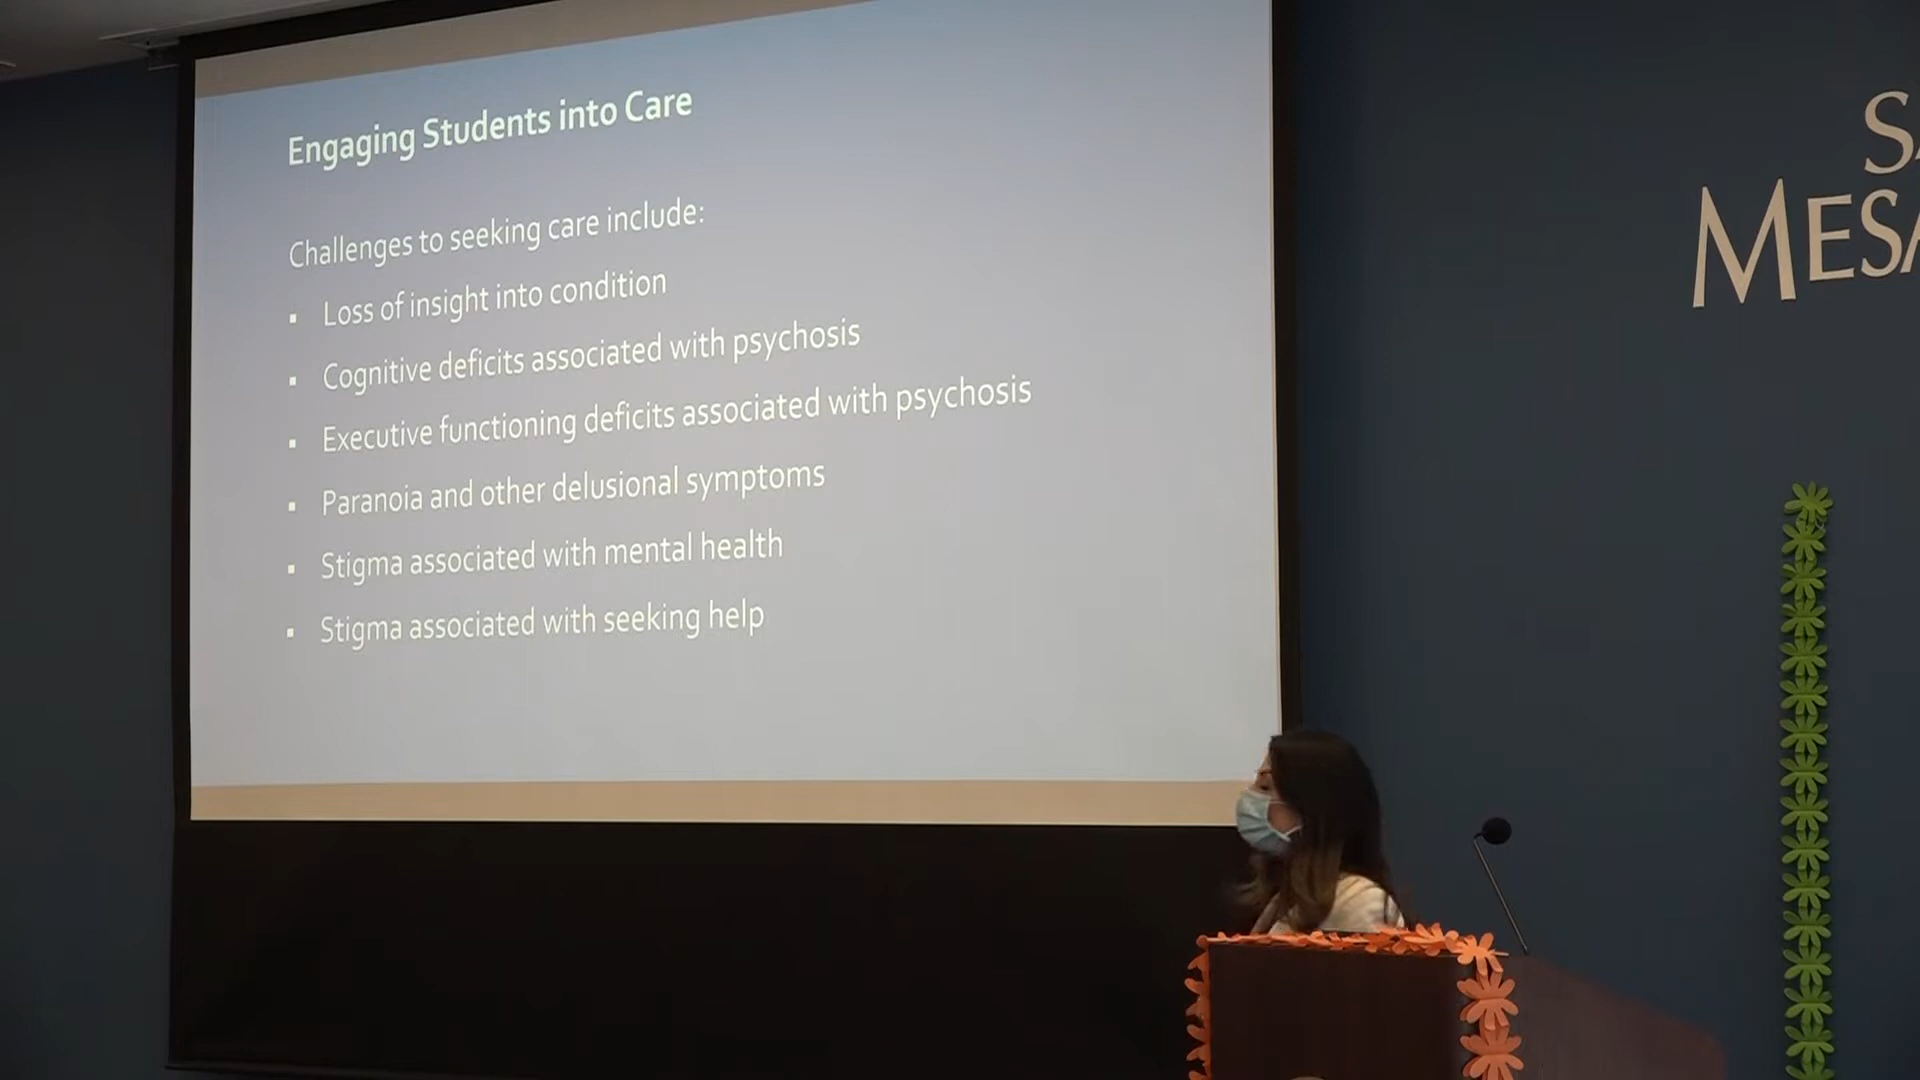 Engaging Students into Care
Challenges to seeking care include:
▪ Loss of insight into condition
▪ Cognitive deficits associated with psychosis
▪ Executive functioning deficits associated with psychosis
▪ Paranoia and other delusional symptoms
▪ Stigma associated with mental health
▪ Stigma associated with seeking help
SA
MESA